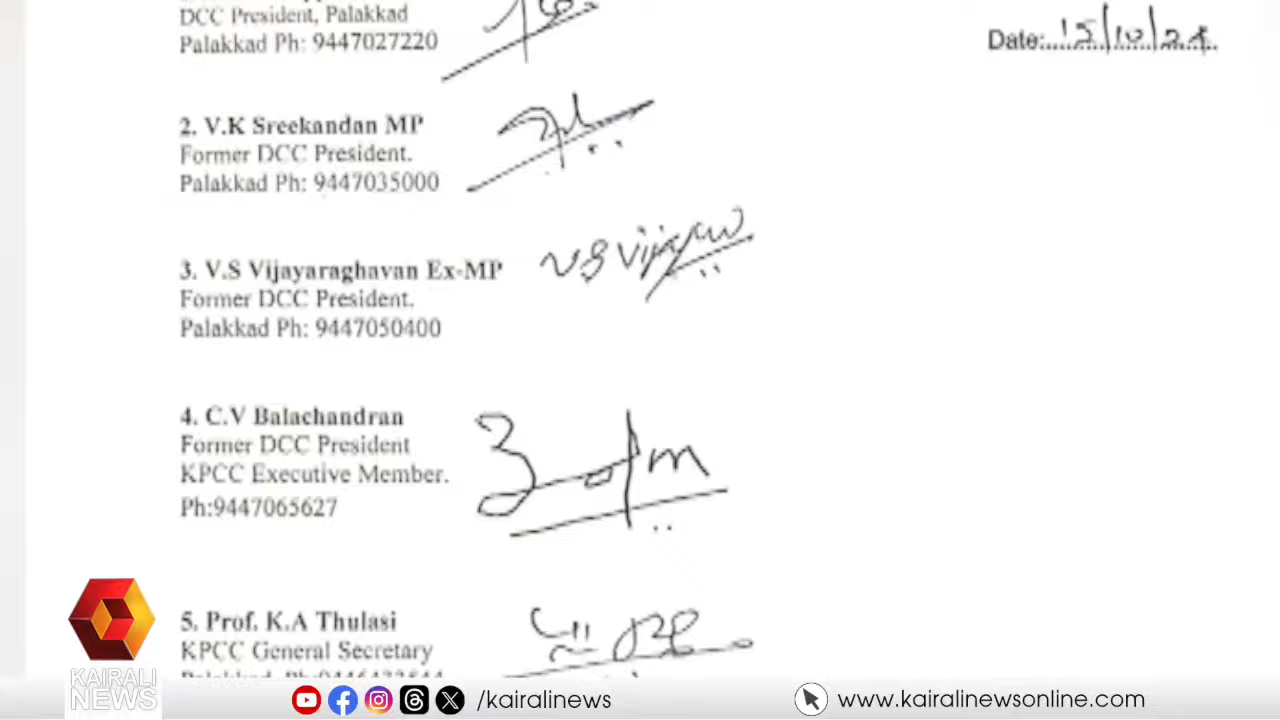 DCC President, Palakkad
Palakkad Ph: 9447027220
Date:15/10/24
2. V.K Sreekandan MP
Former DCC President.
Palakkad Ph: 9447035000
3. V.S Vijayaraghavan Ex-MP
Former DCC President.
Palakkad Ph: 9447050400
4. C.V Balachandran
Former DCC President
KPCC Executive Member.
Ph:9447065627
5. Prof. K.A Thulasi
KPCC General Secretary
KAIRALI
NEWS
/kairalinews
www.kairalinewsonline.com